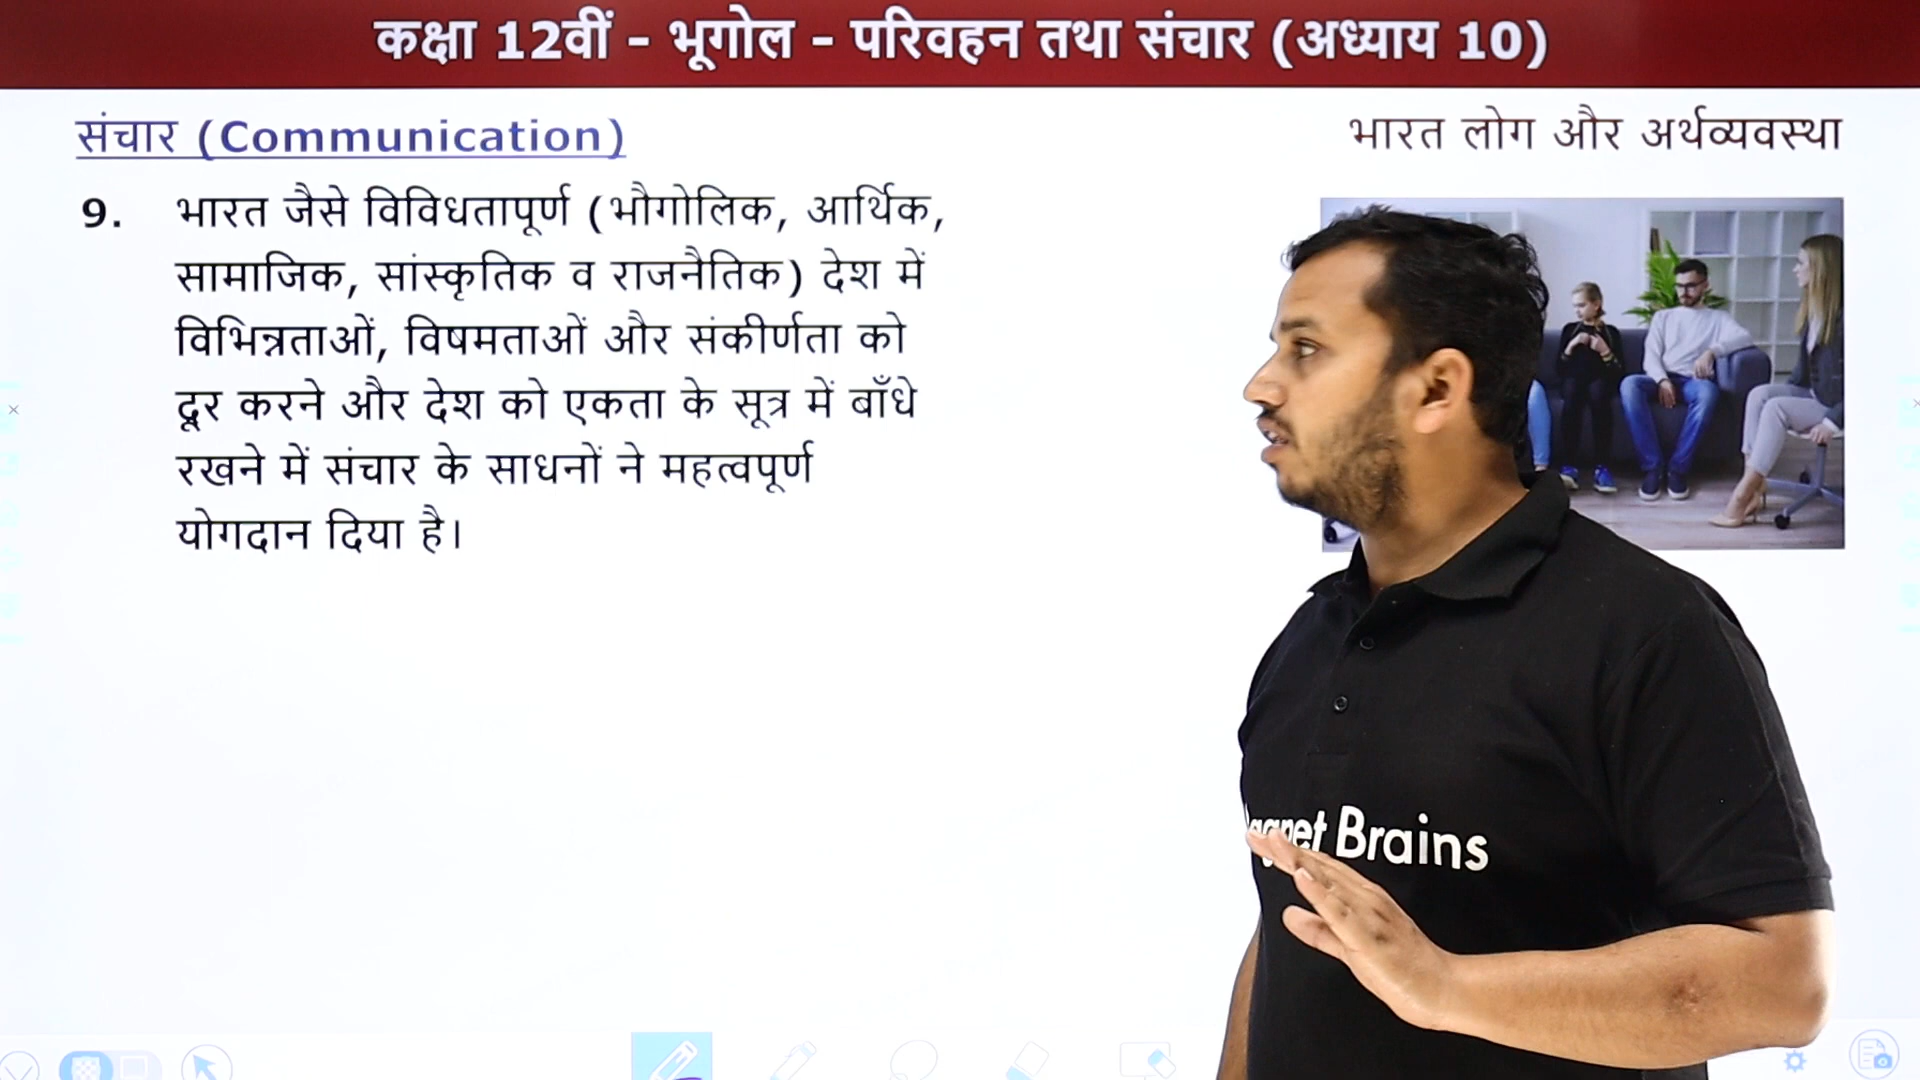 कक्षा 12वीं - भूगोल - परिवहन तथा संचार (अध्याय 10)
संचार (Communication)
भारत लोग और अर्थव्यवस्था
9. भारत जैसे विविधतापूर्ण (भौगोलिक, आर्थिक,
सामाजिक, सांस्कृतिक व राजनैतिक) देश में
विभिन्नताओं, विषमताओं और संकीर्णता को
दूर करने और देश को एकता के सूत्र में बाँधे
रखने में संचार के साधनों ने महत्वपूर्ण
योगदान दिया है।
Brains